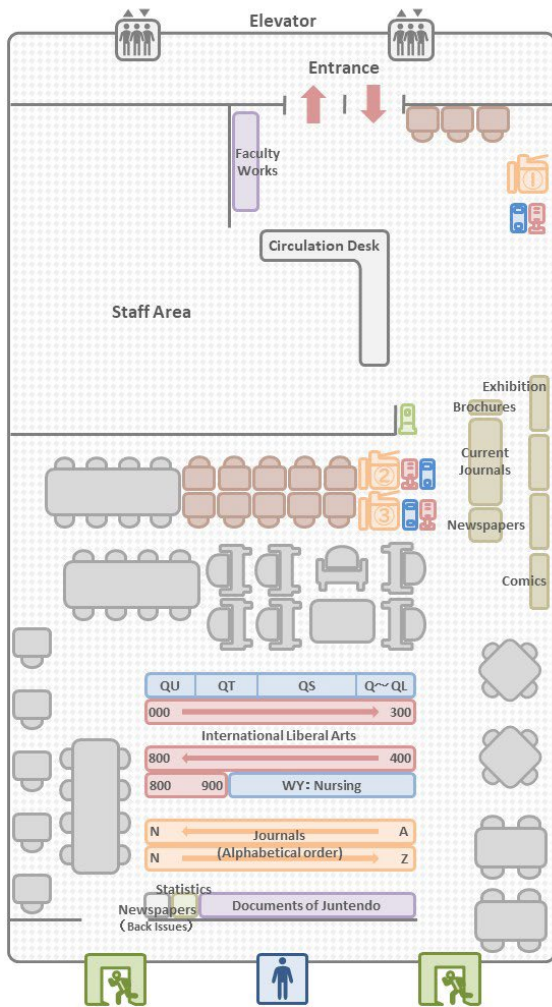 Elevator
Entrance
Faculty
Works
①
Circulation Desk
Staff Area
Exhibition
Brochures
Current
Journals
②
③
Newspapers
Comics
QU QT QS Q～QL
000 300
International Liberal Arts
800 400
800 900 WY: Nursing
N Journals A
N (Alphabetical order) Z
Statistics
Newspapers
(Back Issues)
Documents of Juntendo